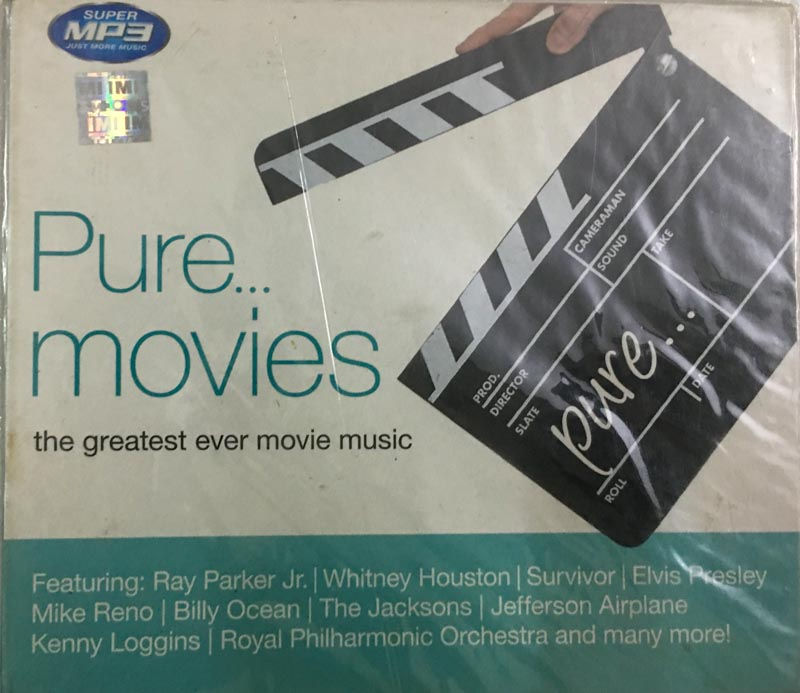 SUPER
MP3
JUST MORE MUSIC
Pure...
movies
the greatest ever movie music
CAMERAMAN
SOUND
TAKE
PROD.
DIRECTOR
SLATE
pure...
DATE
ROLL
Featuring: Ray Parker Jr. | Whitney Houston | Survivor | Elvis Presley
Mike Reno | Billy Ocean | The Jacksons | Jefferson Airplane
Kenny Loggins | Royal Philharmonic Orchestra and many more!